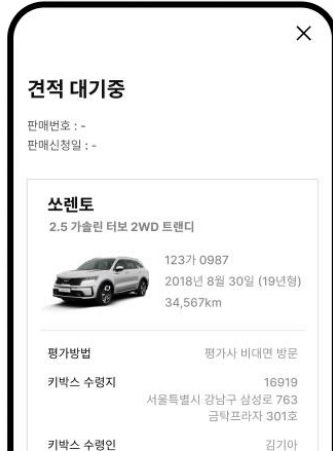 견적 대기중
판매번호 : -
판매신청일 : -
쏘렌토
2.5 가솔린 터보 2WD 트랜디
123가 0987
2018년 8월 30일 (19년형)
34,567km
평가방법 평가사 비대면 방문
키박스 수령지 16919
서울특별시 강남구 삼성로 763
금탁프라자 301호
키박스 수령인 김기아